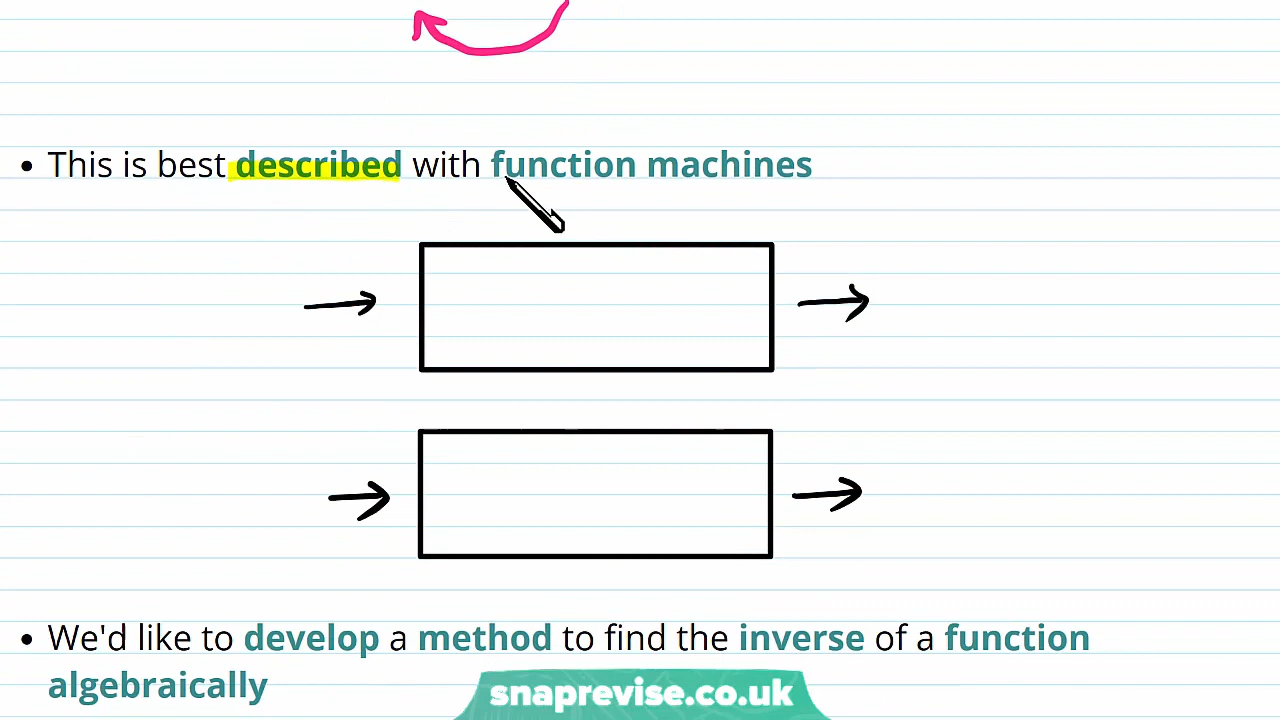 • This is best described with function machines
• We'd like to develop a method to find the inverse of a function
algebraically
snaprevise.co.uk